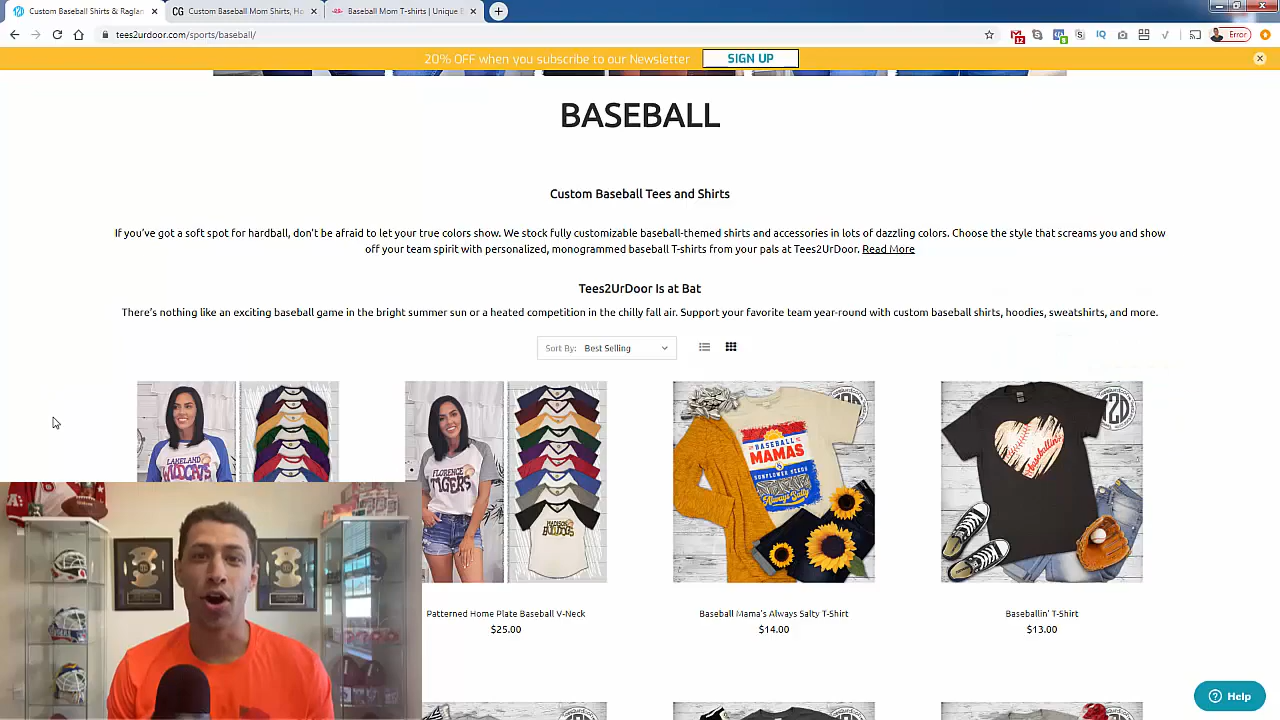 Custom Baseball Shirts & Raglan
Custom Baseball Mom Shirts, Ho
Baseball Mom T-shirts | Unique B
tees2urdoor.com/sports/baseball/
12
IQ
Error
20% OFF when you subscribe to our Newsletter
SIGN UP
BASEBALL
Custom Baseball Tees and Shirts
If you've got a soft spot for hardball, don't be afraid to let your true colors show. We stock fully customizable baseball-themed shirts and accessories in lots of dazzling colors. Choose the style that screams you and show
off your team spirit with personalized, monogrammed baseball T-shirts from your pals at Tees2UrDoor. Read More
Tees2UrDoor Is at Bat
There's nothing like an exciting baseball game in the bright summer sun or a heated competition in the chilly fall air. Support your favorite team year-round with custom baseball shirts, hoodies, sweatshirts, and more.
Sort By: Best Selling
LAKELAND
WILDCATS
FLORENCE
TIGERS
MADISON
BULLDOGS
BASEBALL
MAMAS
SUNFLOWER SEEDS
Always Salty
baseballin'
Patterned Home Plate Baseball V-Neck
$25.00
Baseball Mama's Always Salty T-Shirt
$14.00
Baseballin' T-Shirt
$13.00
Help